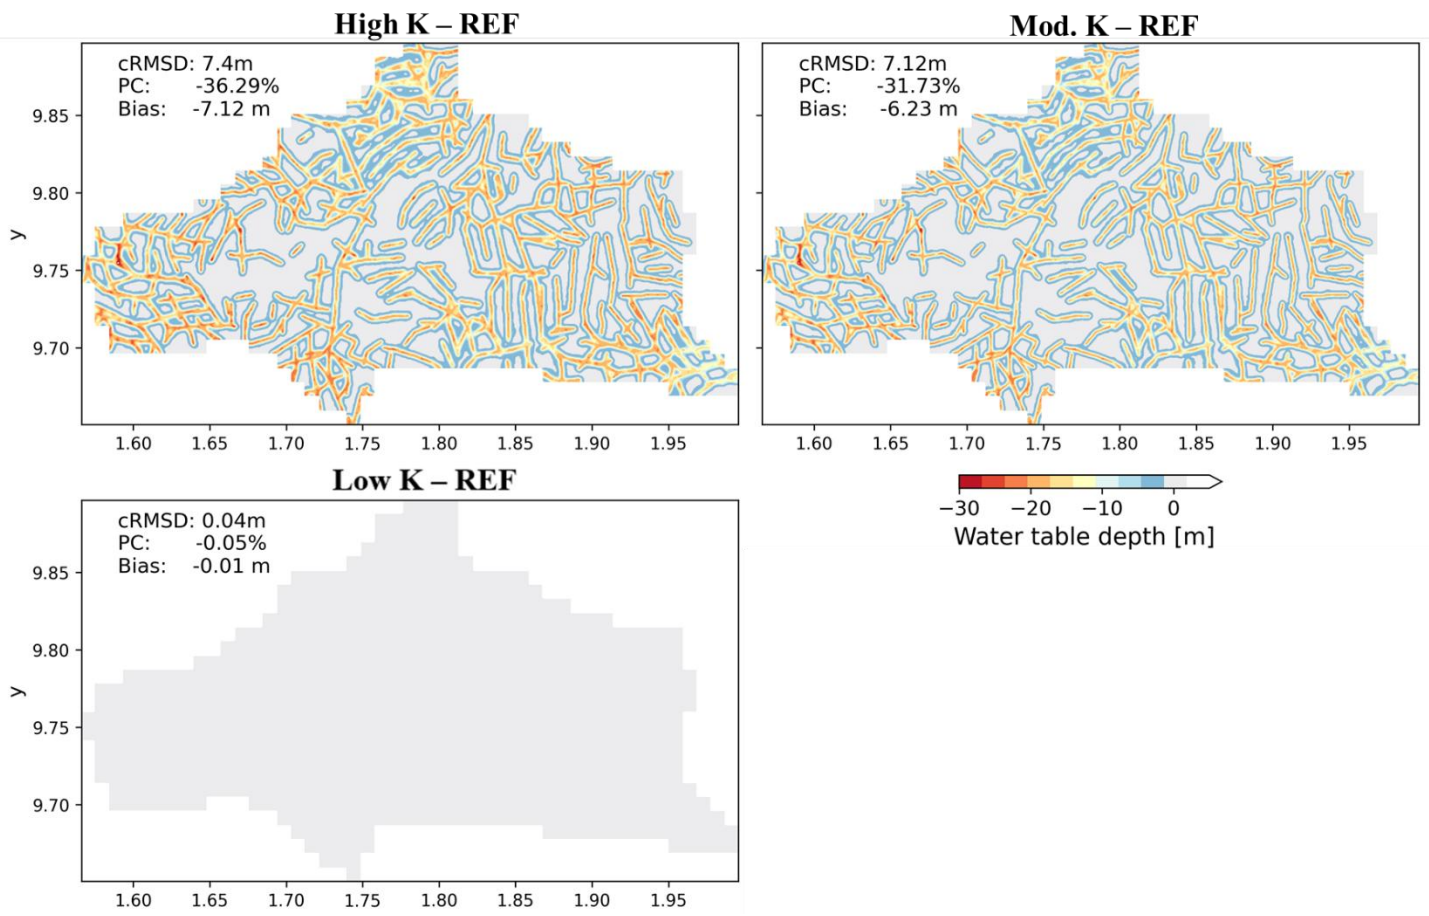 High K – REF
Mod. K – REF
cRMSD: 7.4m
PC: -36.29%
Bias: -7.12 m
cRMSD: 7.12m
PC: -31.73%
Bias: -6.23 m
9.85
9.80
9.75
9.70
y
1.60 1.65 1.70 1.75 1.80 1.85 1.90 1.95
1.60 1.65 1.70 1.75 1.80 1.85 1.90 1.95
Low K – REF
−30 −20 −10 0
Water table depth [m]
cRMSD: 0.04m
PC: -0.05%
Bias: -0.01 m
9.85
9.80
9.75
9.70
y
1.60 1.65 1.70 1.75 1.80 1.85 1.90 1.95